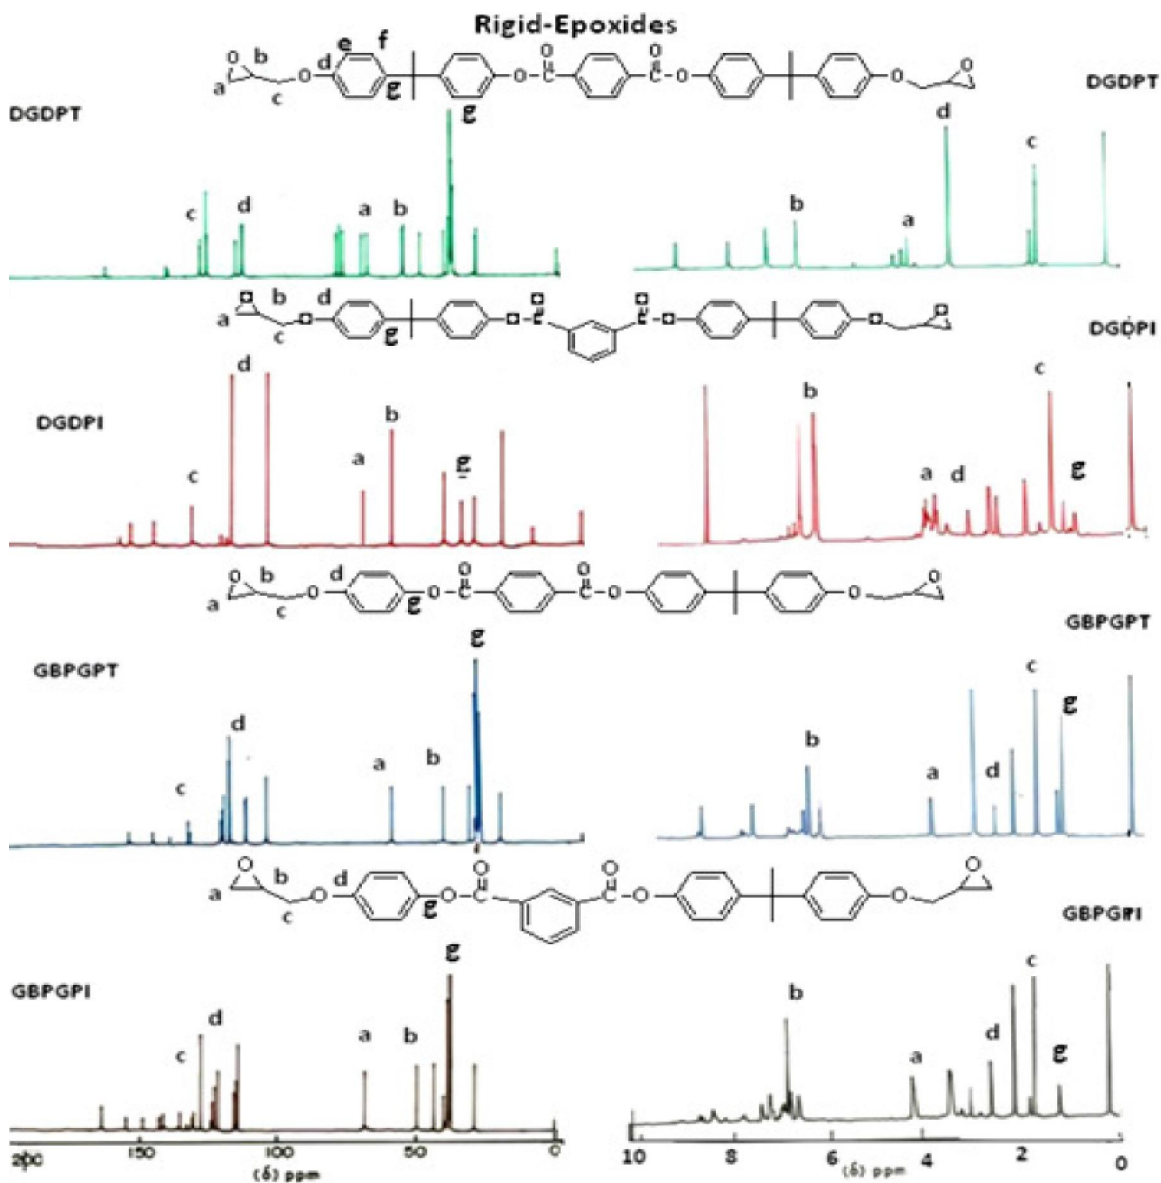 Rigid-Epoxides
O b e f O O O
a c d O g O-C C-O O
DGDPT
g
DGDPT
d
c
c d a b
b a
b d
a c g
DGDPI
d
c
DGDPI
b
b
a g
c
a d g
O b d O O O
a c O O-C C-O O
g
GBPGPT
g
GBPGPT
c
d
g
a b
b
c
a d
O O O O
a b O d O-C C-O O
c g
GBPGPI
g
c
GBPGPI
b
d
a b
c
d
a g
200 150 100 50 0
(δ) ppm
10 8 6 4 2 0
(δ) ppm